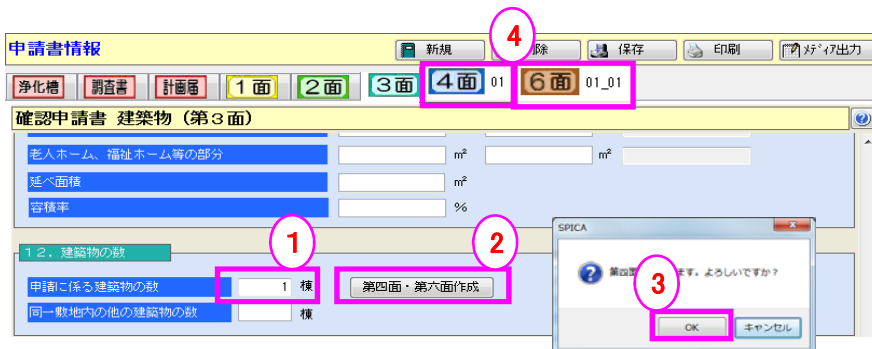 4
申請書情報 新規 除 保存 印刷 ﾒﾃﾞｨｱ出力
浄化槽 調査書 計画届 1面 2面 3面 4面 01 6面 01_01
確認申請書 建築物（第3面）
老人ホーム、福祉ホーム等の部分 m² m²
延べ面積 m²
容積率 %
SPICA
1 2
12. 建築物の数
第四面 ます。よろしいですか？
3
申請に係る建築物の数 1 棟 第四面・第六面作成
同一敷地内の他の建築物の数 棟
OK キャンセル